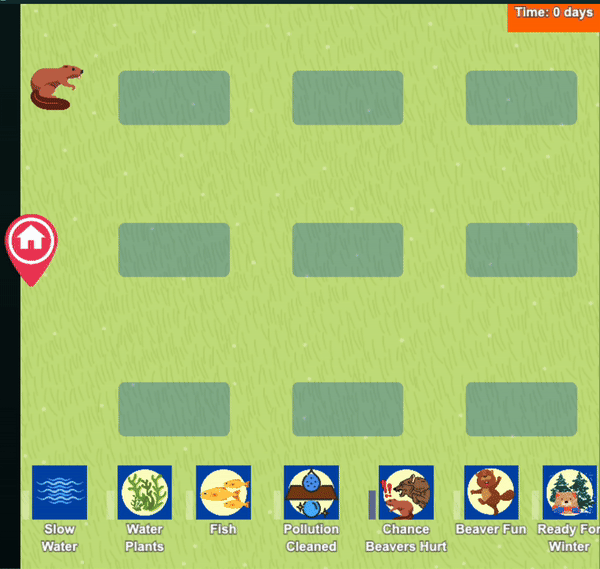 Time: 0 days
Slow
Water
Water
Plants
Fish
Pollution
Cleaned
Chance
Beavers Hurt
Beaver Fun
Ready For
Winter